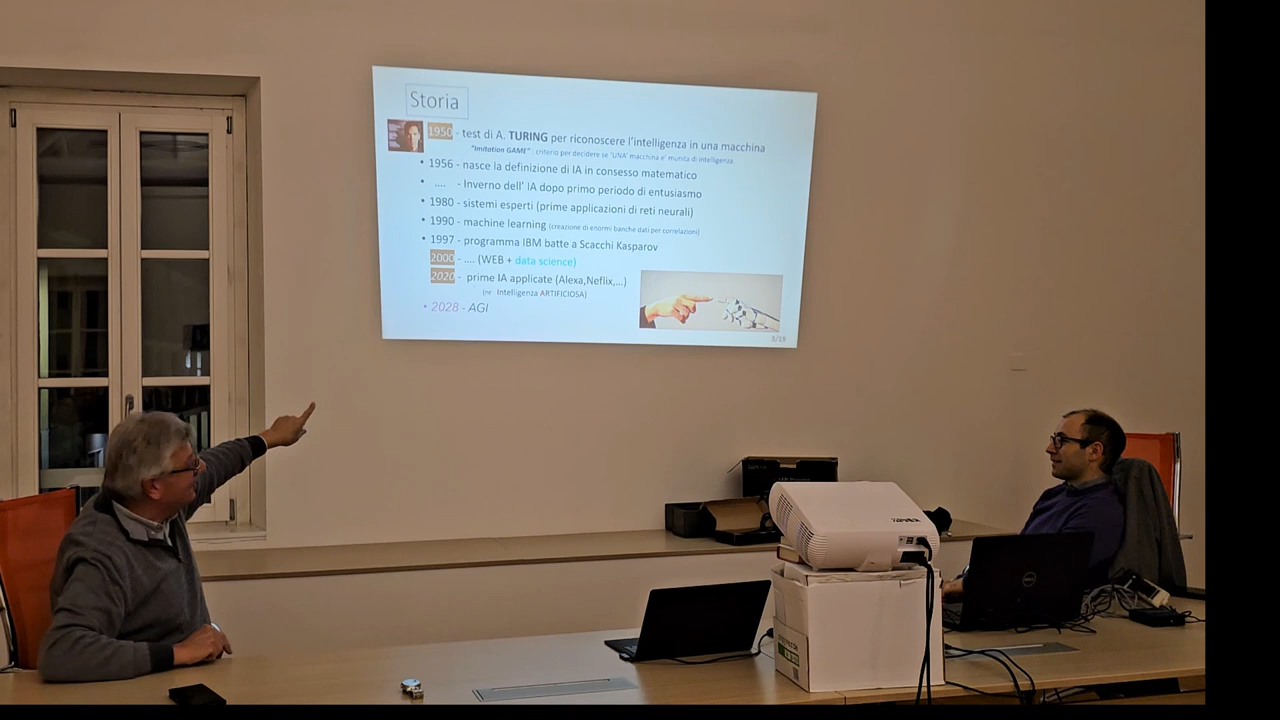 Storia
1950 - test di A. TURING per riconoscere l'intelligenza in una macchina
"Imitation GAME" : criterio per decidere se 'UNA' macchina e' munita di intelligenza
• 1956 - nasce la definizione di IA in consesso matematico
• .... - Inverno dell' IA dopo primo periodo di entusiasmo
• 1980 - sistemi esperti (prime applicazioni di reti neurali)
• 1990 - machine learning (creazione di enormi banche dati per correlazioni)
• 1997 - programma IBM batte a Scacchi Kasparov
2000 - .... (WEB + data science)
2020 - prime IA applicate (Alexa,Neflix,...)
Intelligenza ARTIFICIOSA)
• 2028 - AGI
3/19
DELL